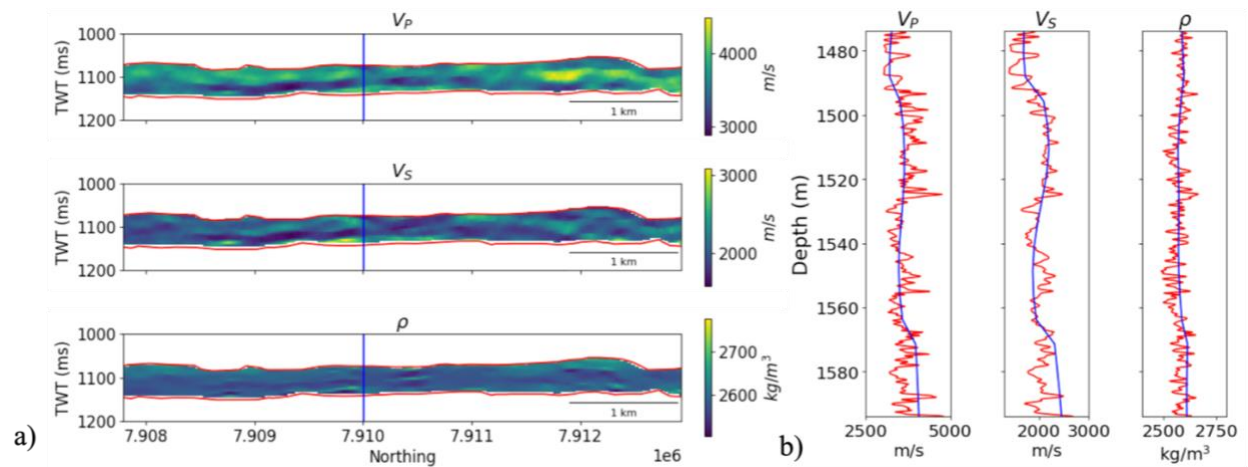 V_P
TWT (ms)
1000
1100
1200
1 km
4000
3000
m/s
V_S
TWT (ms)
1000
1100
1200
1 km
3000
2000
m/s
ρ
TWT (ms)
1000
1100
1200
1 km
2700
2600
kg/m³
7.908 7.909 7.910 7.911 7.912
Northing 1e6
a)
V_P V_S ρ
Depth (m)
1480
1500
1520
1540
1560
1580
2500 5000 2000 3000 2500 2750
m/s m/s kg/m³
b)